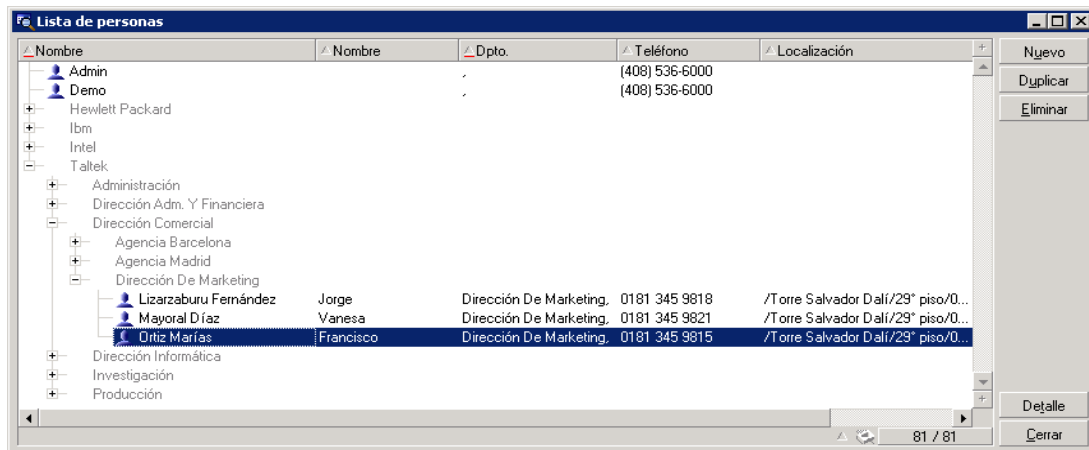 Lista de personas
Nombre Nombre Dpto. Teléfono Localización
Nuevo
Admin , (408) 536-6000
Duplicar
Demo , (408) 536-6000
Hewlett Packard
Eliminar
Ibm
Intel
Taltek
Administración
Dirección Adm. Y Financiera
Dirección Comercial
Agencia Barcelona
Agencia Madrid
Dirección De Marketing
Lizarzaburu Fernández Jorge Dirección De Marketing, 0181 345 9818 /Torre Salvador Dalí/29° piso/0...
Mayoral Díaz Vanesa Dirección De Marketing, 0181 345 9821 /Torre Salvador Dalí/29° piso/0...
Ortiz Marías Francisco Dirección De Marketing, 0181 345 9815 /Torre Salvador Dalí/29° piso/0...
Dirección Informática
Investigación
Producción
Detalle
81 / 81
Cerrar